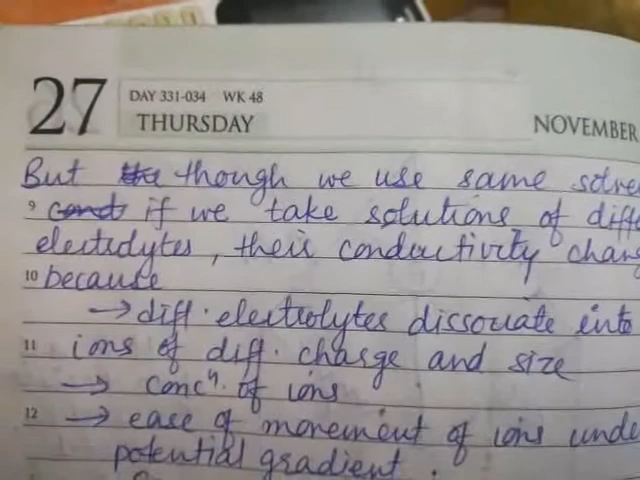 27
DAY 331-034 WK 48
THURSDAY
NOVEMBER
But though we use same solve
9 if we take solutions of diffe
electrolytes, their conductivity chang
10 because
→ diff. electrolytes dissociate into
11 ions of diff. charge and size
→ concⁿ. of ions
12 → ease of movement of ions unde
potential gradient.